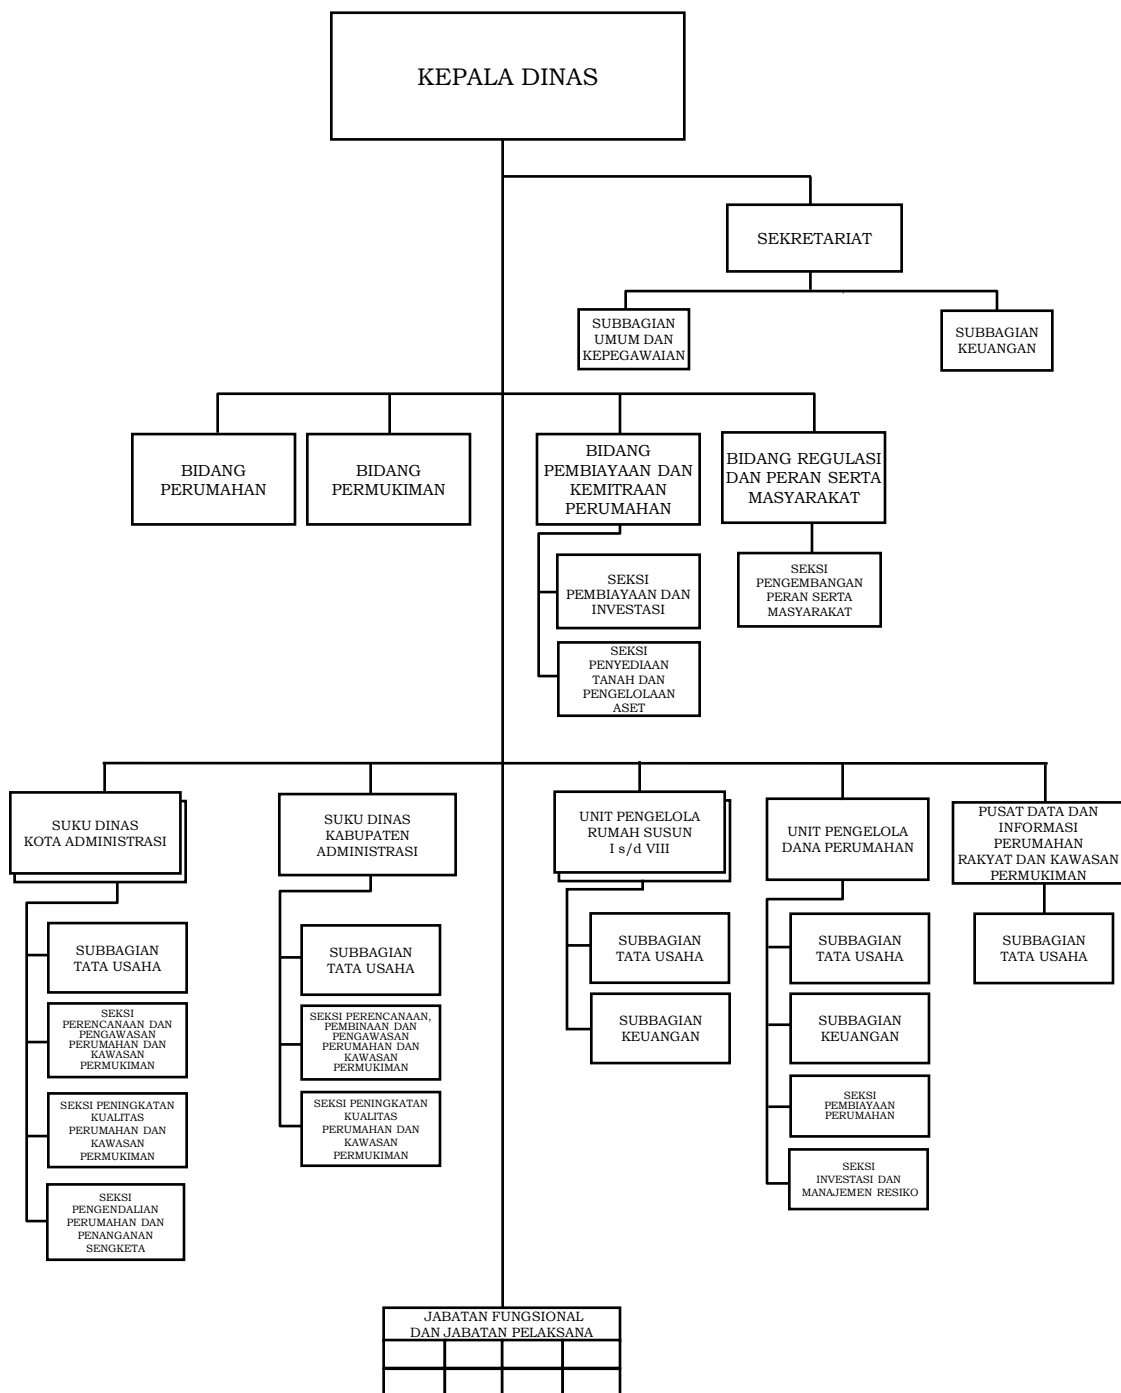 KEPALA DINAS
SEKRETARIAT
SUBBAGIAN
UMUM DAN
KEPEGAWAIAN
SUBBAGIAN
KEUANGAN
BIDANG
PERUMAHAN
BIDANG
PERMUKIMAN
BIDANG
PEMBIAYAAN DAN
KEMITRAAN
PERUMAHAN
BIDANG REGULASI
DAN PERAN SERTA
MASYARAKAT
SEKSI
PEMBIAYAAN DAN
INVESTASI
SEKSI
PENYEDIAAN
TANAH DAN
PENGELOLAAN
ASET
SEKSI
PENGEMBANGAN
PERAN SERTA
MASYARAKAT
SUKU DINAS
KOTA ADMINISTRASI
SUBBAGIAN
TATA USAHA
SEKSI
PERENCANAAN DAN
PENGAWASAN
PERUMAHAN DAN
KAWASAN
PERMUKIMAN
SEKSI PENINGKATAN
KUALITAS
PERUMAHAN DAN
KAWASAN
PERMUKIMAN
SEKSI
PENGENDALIAN
PERUMAHAN DAN
PENANGANAN
SENGKETA
SUKU DINAS
KABUPATEN
ADMINISTRASI
SUBBAGIAN
TATA USAHA
SEKSI PERENCANAAN,
PEMBINAAN DAN
PENGAWASAN
PERUMAHAN DAN
KAWASAN
PERMUKIMAN
SEKSI PENINGKATAN
KUALITAS
PERUMAHAN DAN
KAWASAN
PERMUKIMAN
UNIT PENGELOLA
RUMAH SUSUN
I s/d VIII
SUBBAGIAN
TATA USAHA
SUBBAGIAN
KEUANGAN
UNIT PENGELOLA
DANA PERUMAHAN
SUBBAGIAN
TATA USAHA
SUBBAGIAN
KEUANGAN
SEKSI
PEMBIAYAAN
PERUMAHAN
SEKSI
INVESTASI DAN
MANAJEMEN RESIKO
PUSAT DATA DAN
INFORMASI
PERUMAHAN
RAKYAT DAN KAWASAN
PERMUKIMAN
SUBBAGIAN
TATA USAHA
JABATAN FUNGSIONAL
DAN JABATAN PELAKSANA